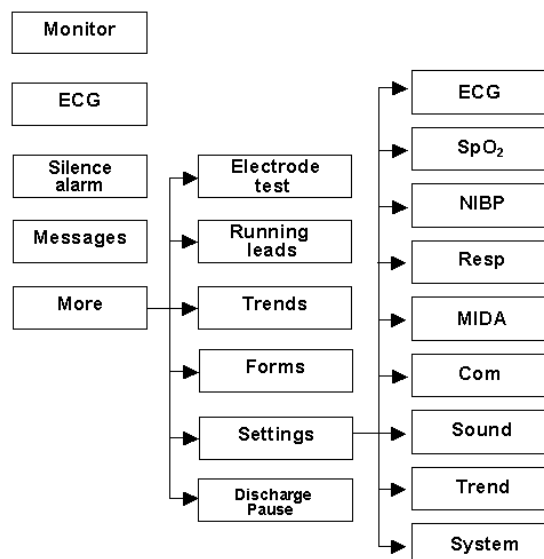 Monitor
ECG
Silence
alarm
Messages
More
Electrode
test
Running
leads
Trends
Forms
Settings
Discharge
Pause
ECG
SpO₂
NIBP
Resp
MIDA
Com
Sound
Trend
System